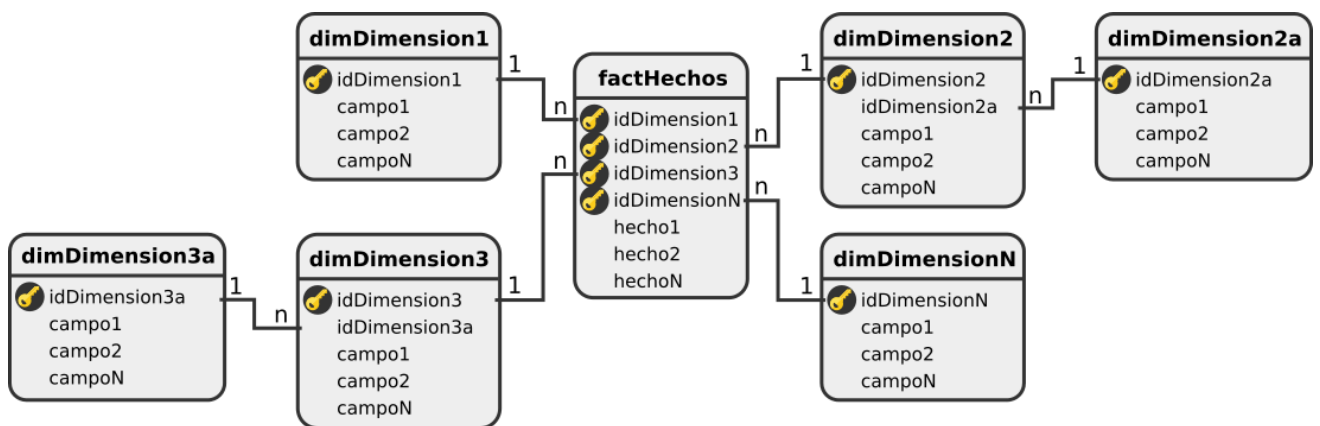 dimDimension1
idDimension1
campo1
campo2
campoN
1
n
factHechos
idDimension1
idDimension2
idDimension3
idDimensionN
hecho1
hecho2
hechoN
n
1
dimDimension2
idDimension2
idDimension2a
campo1
campo2
campoN
n
1
dimDimension2a
idDimension2a
campo1
campo2
campoN
dimDimension3a
idDimension3a
campo1
campo2
campoN
1
n
dimDimension3
idDimension3
idDimension3a
campo1
campo2
campoN
1
n
n
1
dimDimensionN
idDimensionN
campo1
campo2
campoN